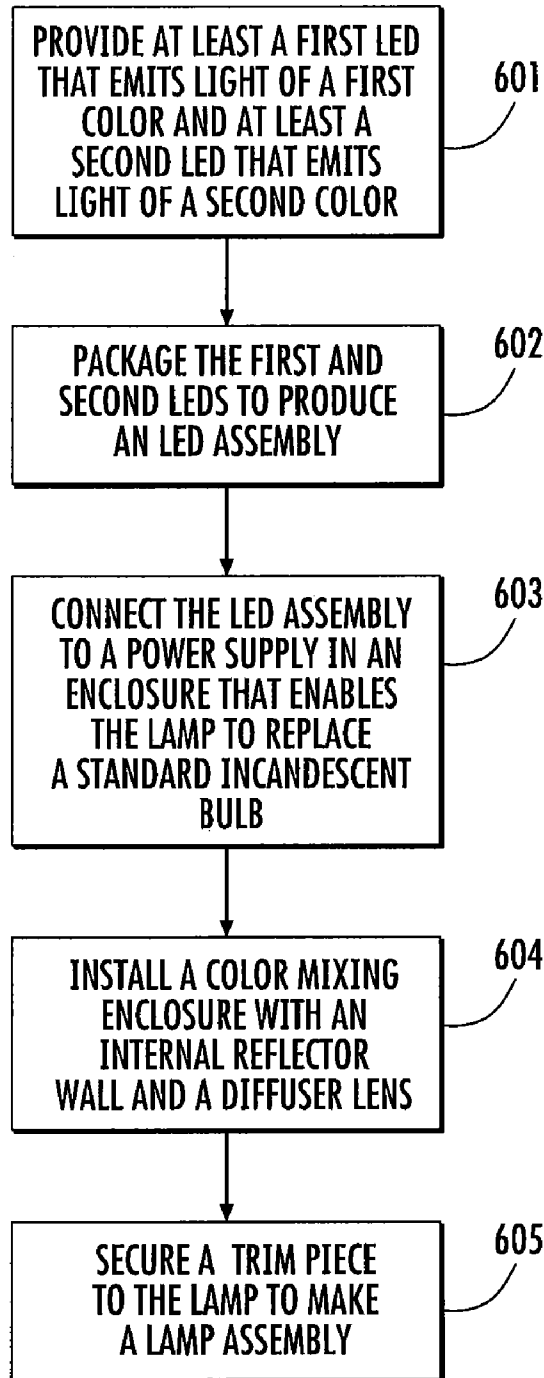 PROVIDE AT LEAST A FIRST LED
THAT EMITS LIGHT OF A FIRST
COLOR AND AT LEAST A
SECOND LED THAT EMITS
LIGHT OF A SECOND COLOR
601
PACKAGE THE FIRST AND
SECOND LEDS TO PRODUCE
AN LED ASSEMBLY
602
CONNECT THE LED ASSEMBLY
TO A POWER SUPPLY IN AN
ENCLOSURE THAT ENABLES
THE LAMP TO REPLACE
A STANDARD INCANDESCENT
BULB
603
INSTALL A COLOR MIXING
ENCLOSURE WITH AN
INTERNAL REFLECTOR
WALL AND A DIFFUSER LENS
604
SECURE A TRIM PIECE
TO THE LAMP TO MAKE
A LAMP ASSEMBLY
605